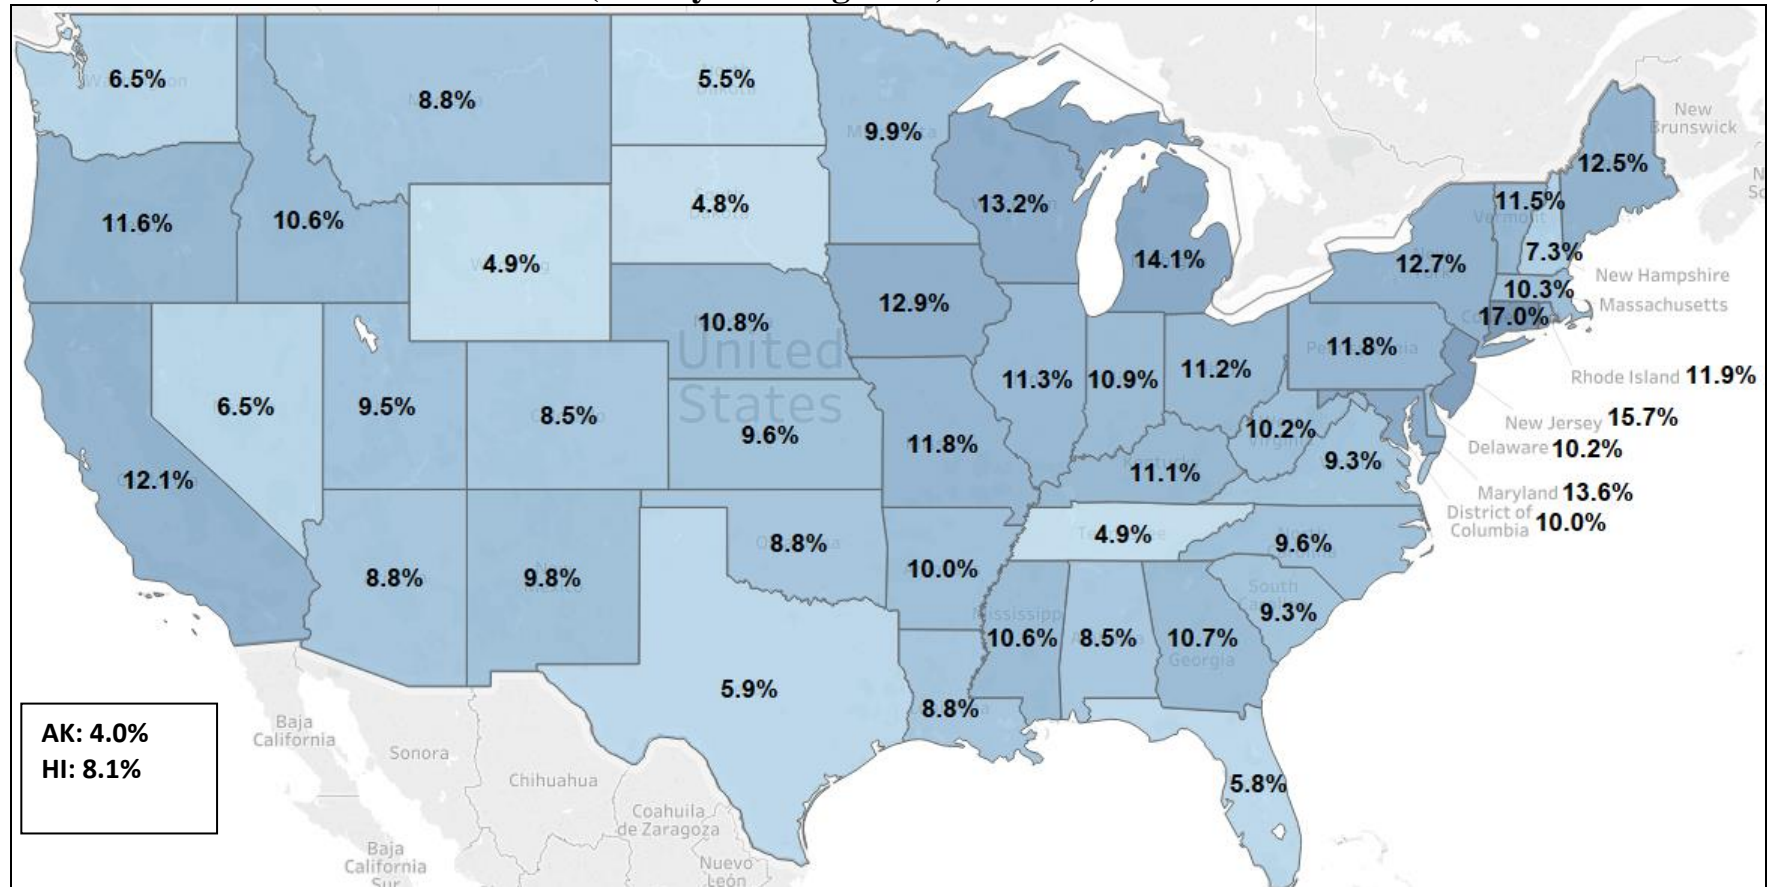 6.5%
8.8%
5.5%
9.9%
New
Brunswick
12.5%
11.6%
10.6%
4.9%
4.8%
13.2%
14.1%
12.7%
11.5%
Vermont
7.3%
New Hampshire
10.3%
Massachusetts
17.0%
10.8%
12.9%
United
States
11.8%
Rhode Island 11.9%
6.5%
9.5%
8.5%
9.6%
11.8%
11.3%
10.9%
11.2%
New Jersey 15.7%
10.2%
Delaware 10.2%
9.3%
12.1%
11.1%
Maryland 13.6%
District of
Columbia 10.0%
8.8%
9.8%
8.8%
10.0%
4.9%
9.6%
South
9.3%
Mississippi
10.6%
8.5%
10.7%
Georgia
5.9%
8.8%
5.8%
AK: 4.0%
HI: 8.1%
Baja
California
Sonora
Chihuahua
Coahuila
de Zaragoza
Baja
California
Sur
Nuevo
León